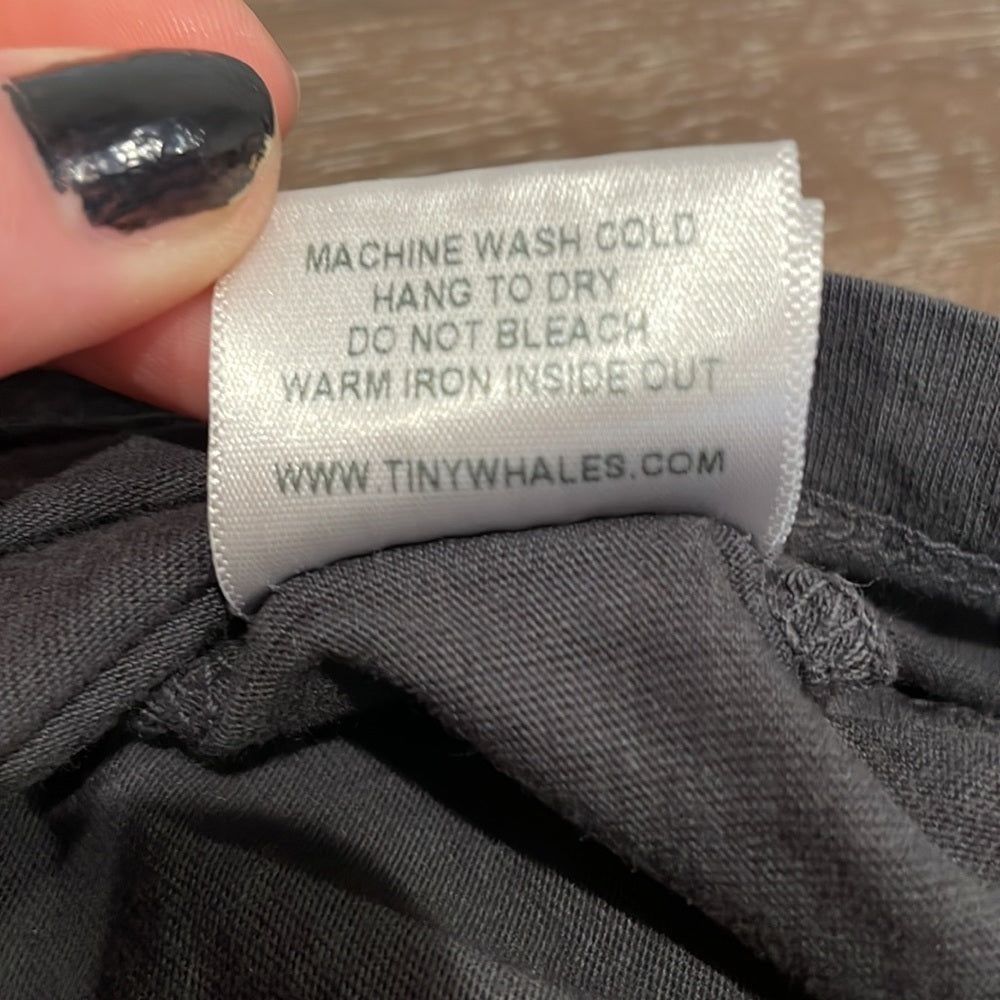 MACHINE WASH COLD
HANG TO DRY
DO NOT BLEACH
WARM IRON INSIDE OUT
WWW.TINYWHALES.COM